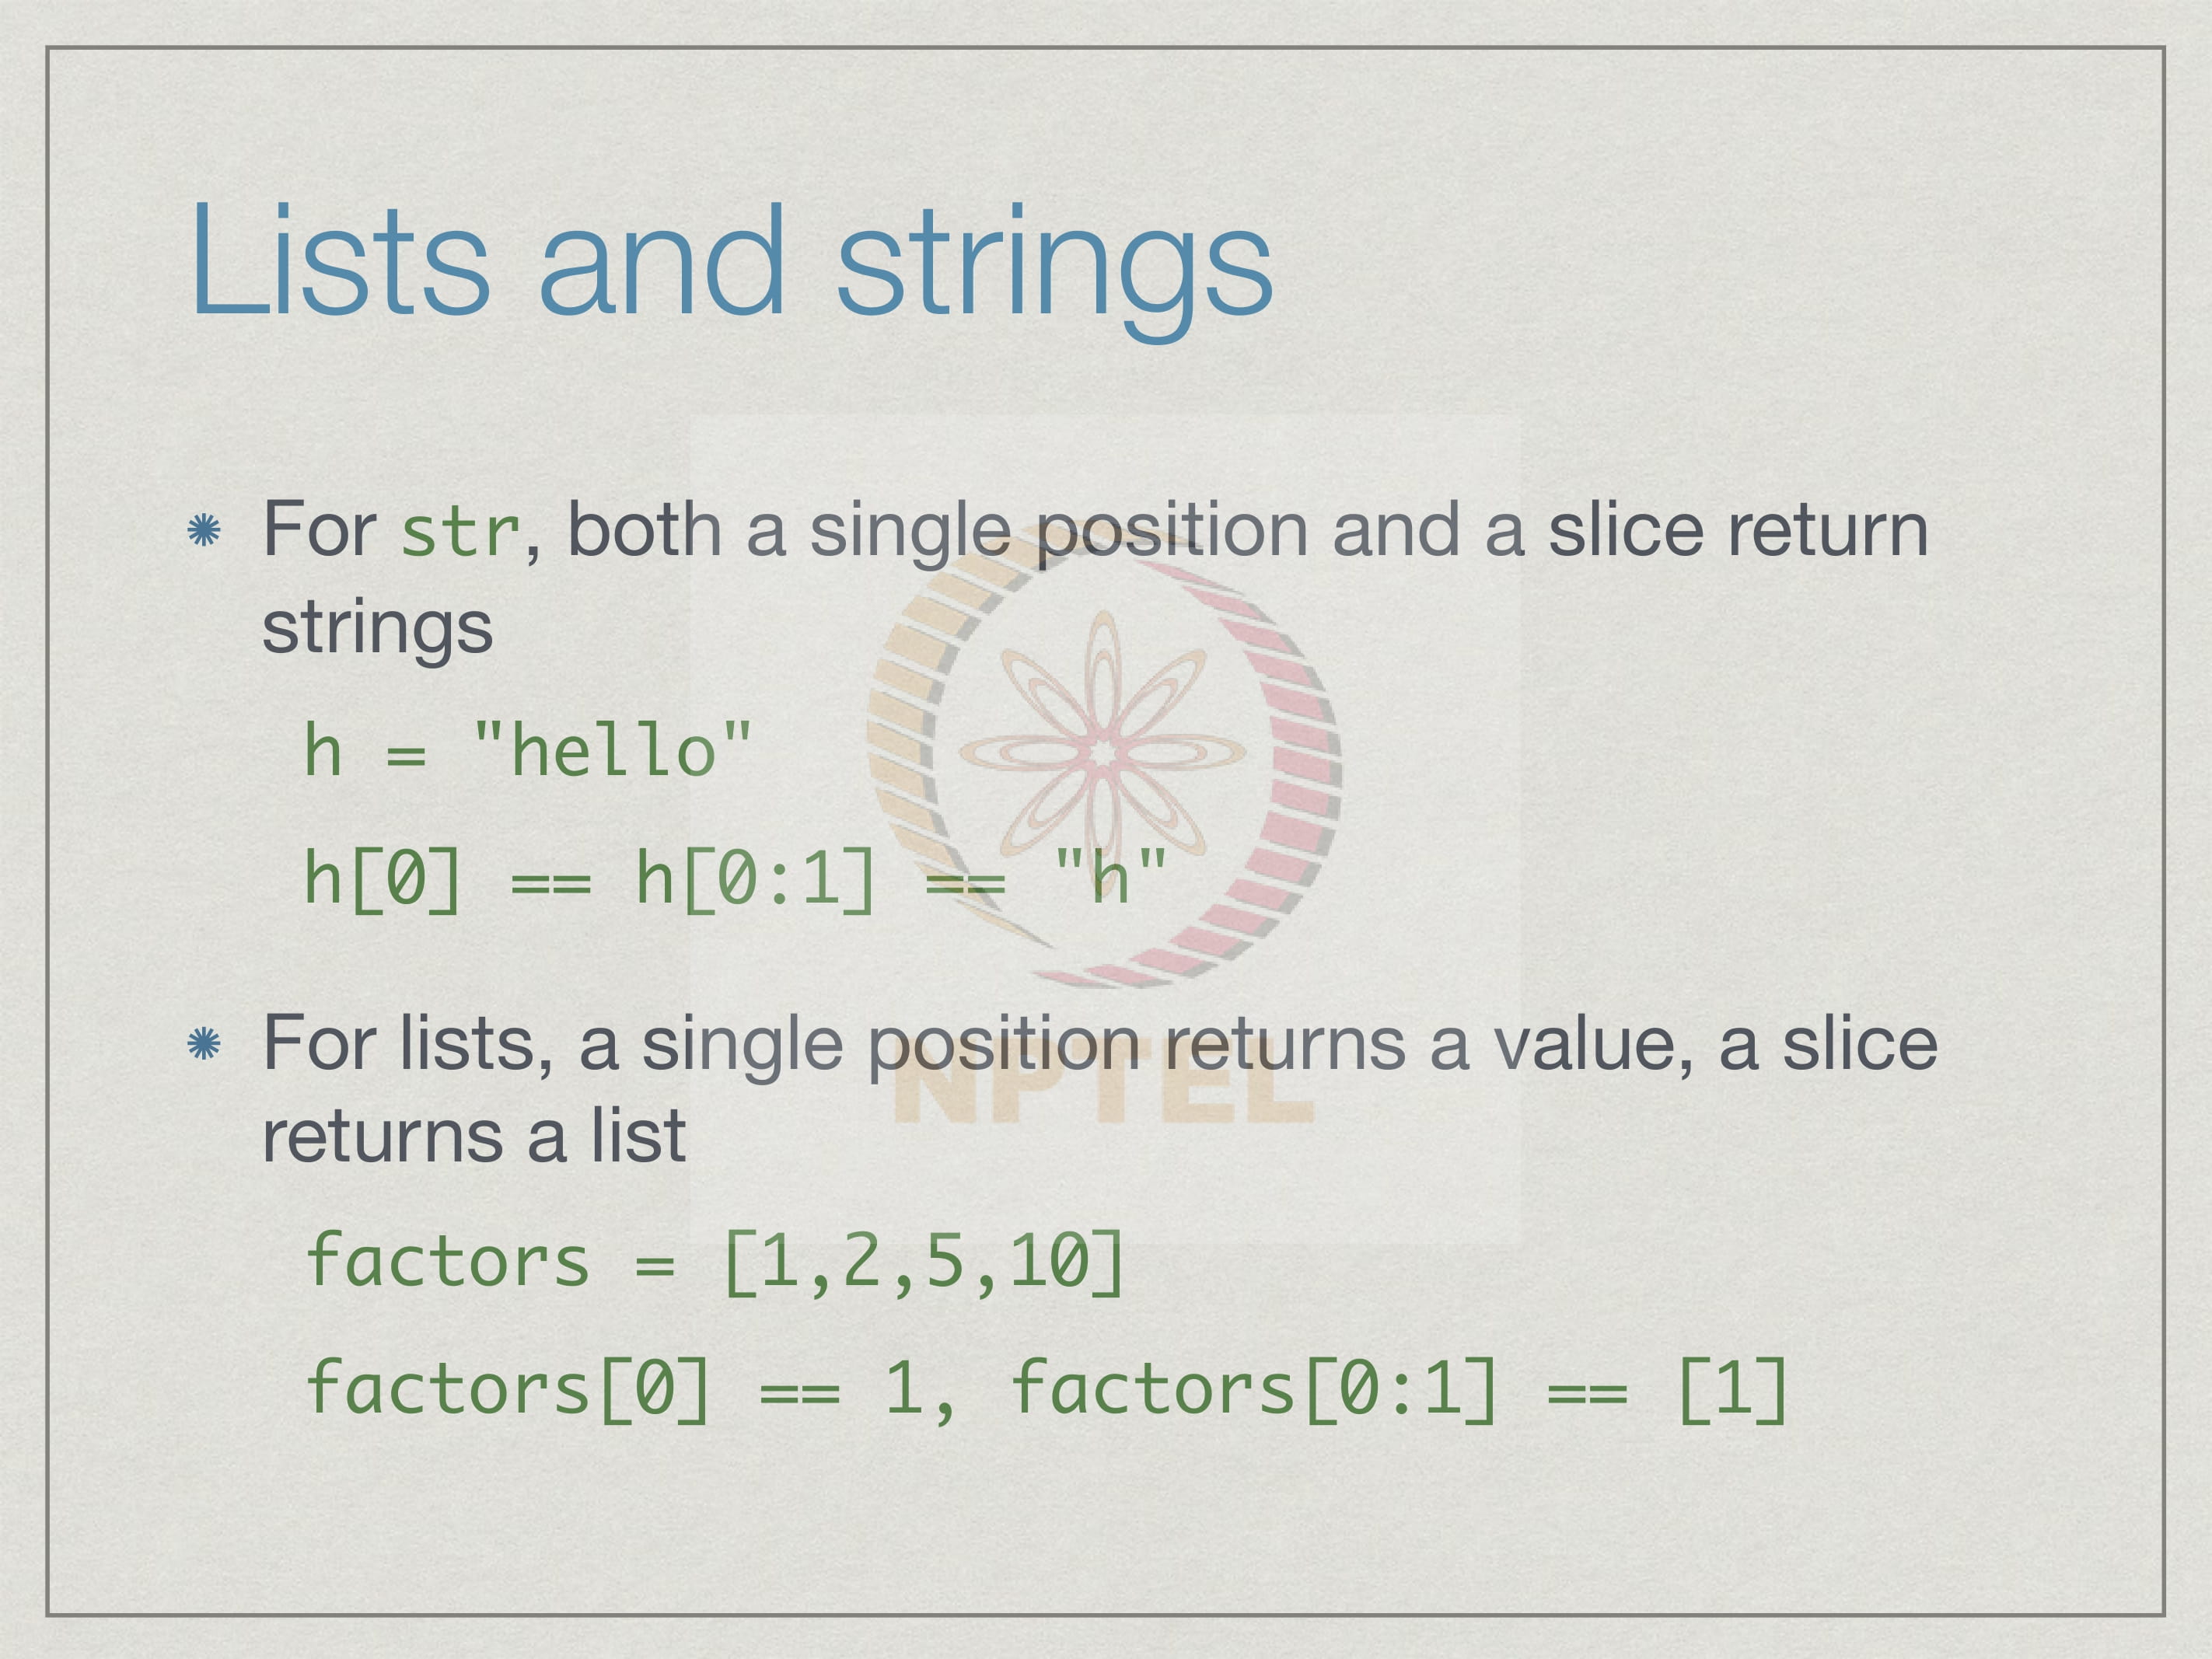 Lists and strings
For str, both a single position and a slice return
strings
h = "hello"
h[0] == h[0:1] == "h"
For lists, a single position returns a value, a slice
returns a list
NPTEL
factors = [1,2,5,10]
factors[0] == 1, factors[0:1] == [1]